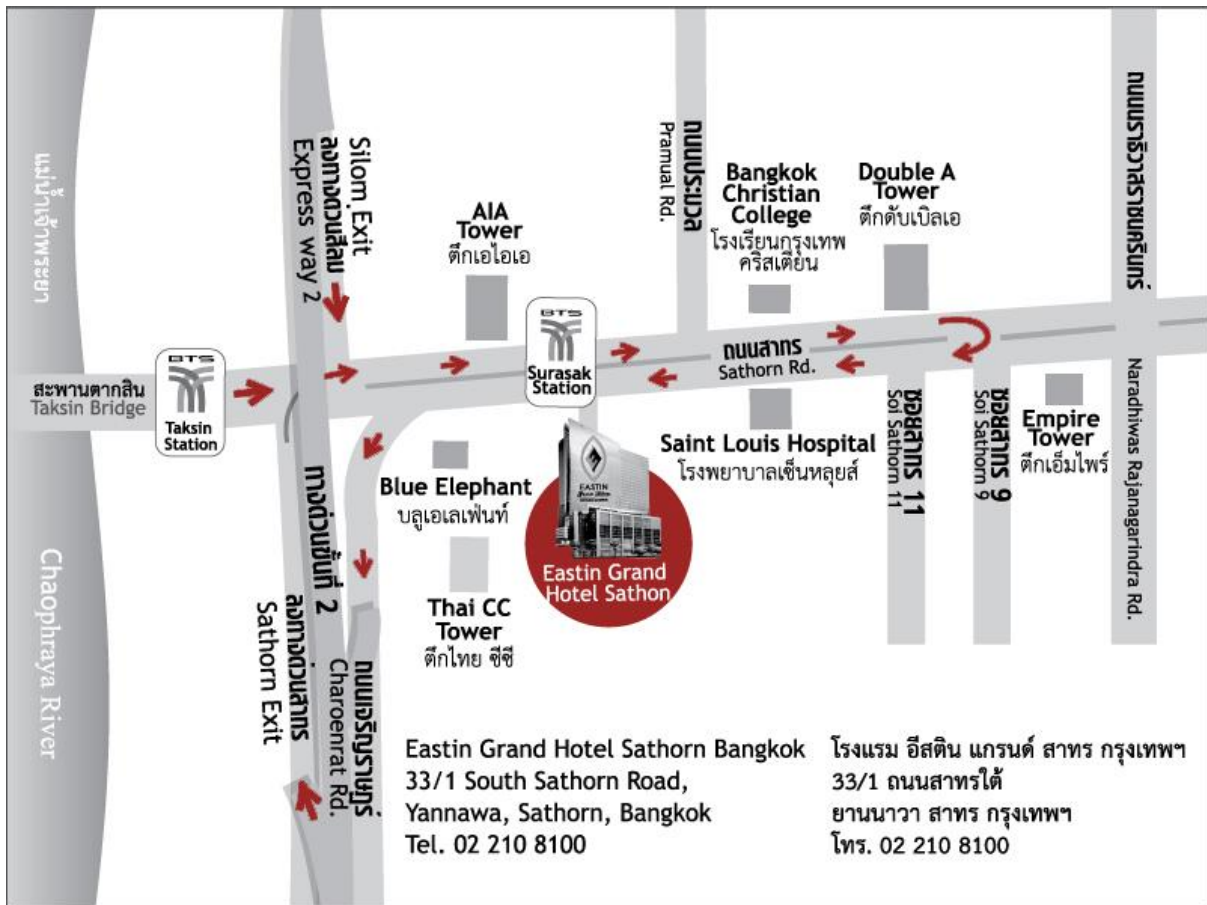 แม่น้ำเจ้าพระยา
Chaophraya River
สะพานตากสิน
Taksin Bridge
BTS
Taksin
Station
Silom Exit
ลงทางด่วนสีลม
Express way 2
ทางด่วนขั้นที่ 2
ลงทางด่วนสาทร
Sathorn Exit
ถนนเจริญราษฎร์
Charoenrat Rd.
AIA
Tower
ตึกเอไอเอ
BTS
Surasak
Station
ถนนประมวล
Pramual Rd.
Bangkok
Christian
College
โรงเรียนกรุงเทพ
คริสเตียน
Double A
Tower
ตึกดับเบิลเอ
ถนนนราธิวาสราชนครินทร์
Naradhiwas Rajanagarindra Rd.
ถนนสาทร
Sathorn Rd.
Blue Elephant
บลูเอเลเฟ่นท์
Thai CC
Tower
ตึกไทย ซีซี
EASTIN
Eastin Grand
Hotel Sathon
Saint Louis Hospital
โรงพยาบาลเซ็นหลุยส์
ซอยสาทร 11
Soi Sathorn 11
ซอยสาทร 9
Soi Sathorn 9
Empire
Tower
ตึกเอ็มไพร์
Eastin Grand Hotel Sathorn Bangkok
33/1 South Sathorn Road,
Yannawa, Sathorn, Bangkok
Tel. 02 210 8100
โรงแรม อีสติน แกรนด์ สาทร กรุงเทพฯ
33/1 ถนนสาทรใต้
ยานนาวา สาทร กรุงเทพฯ
โทร. 02 210 8100